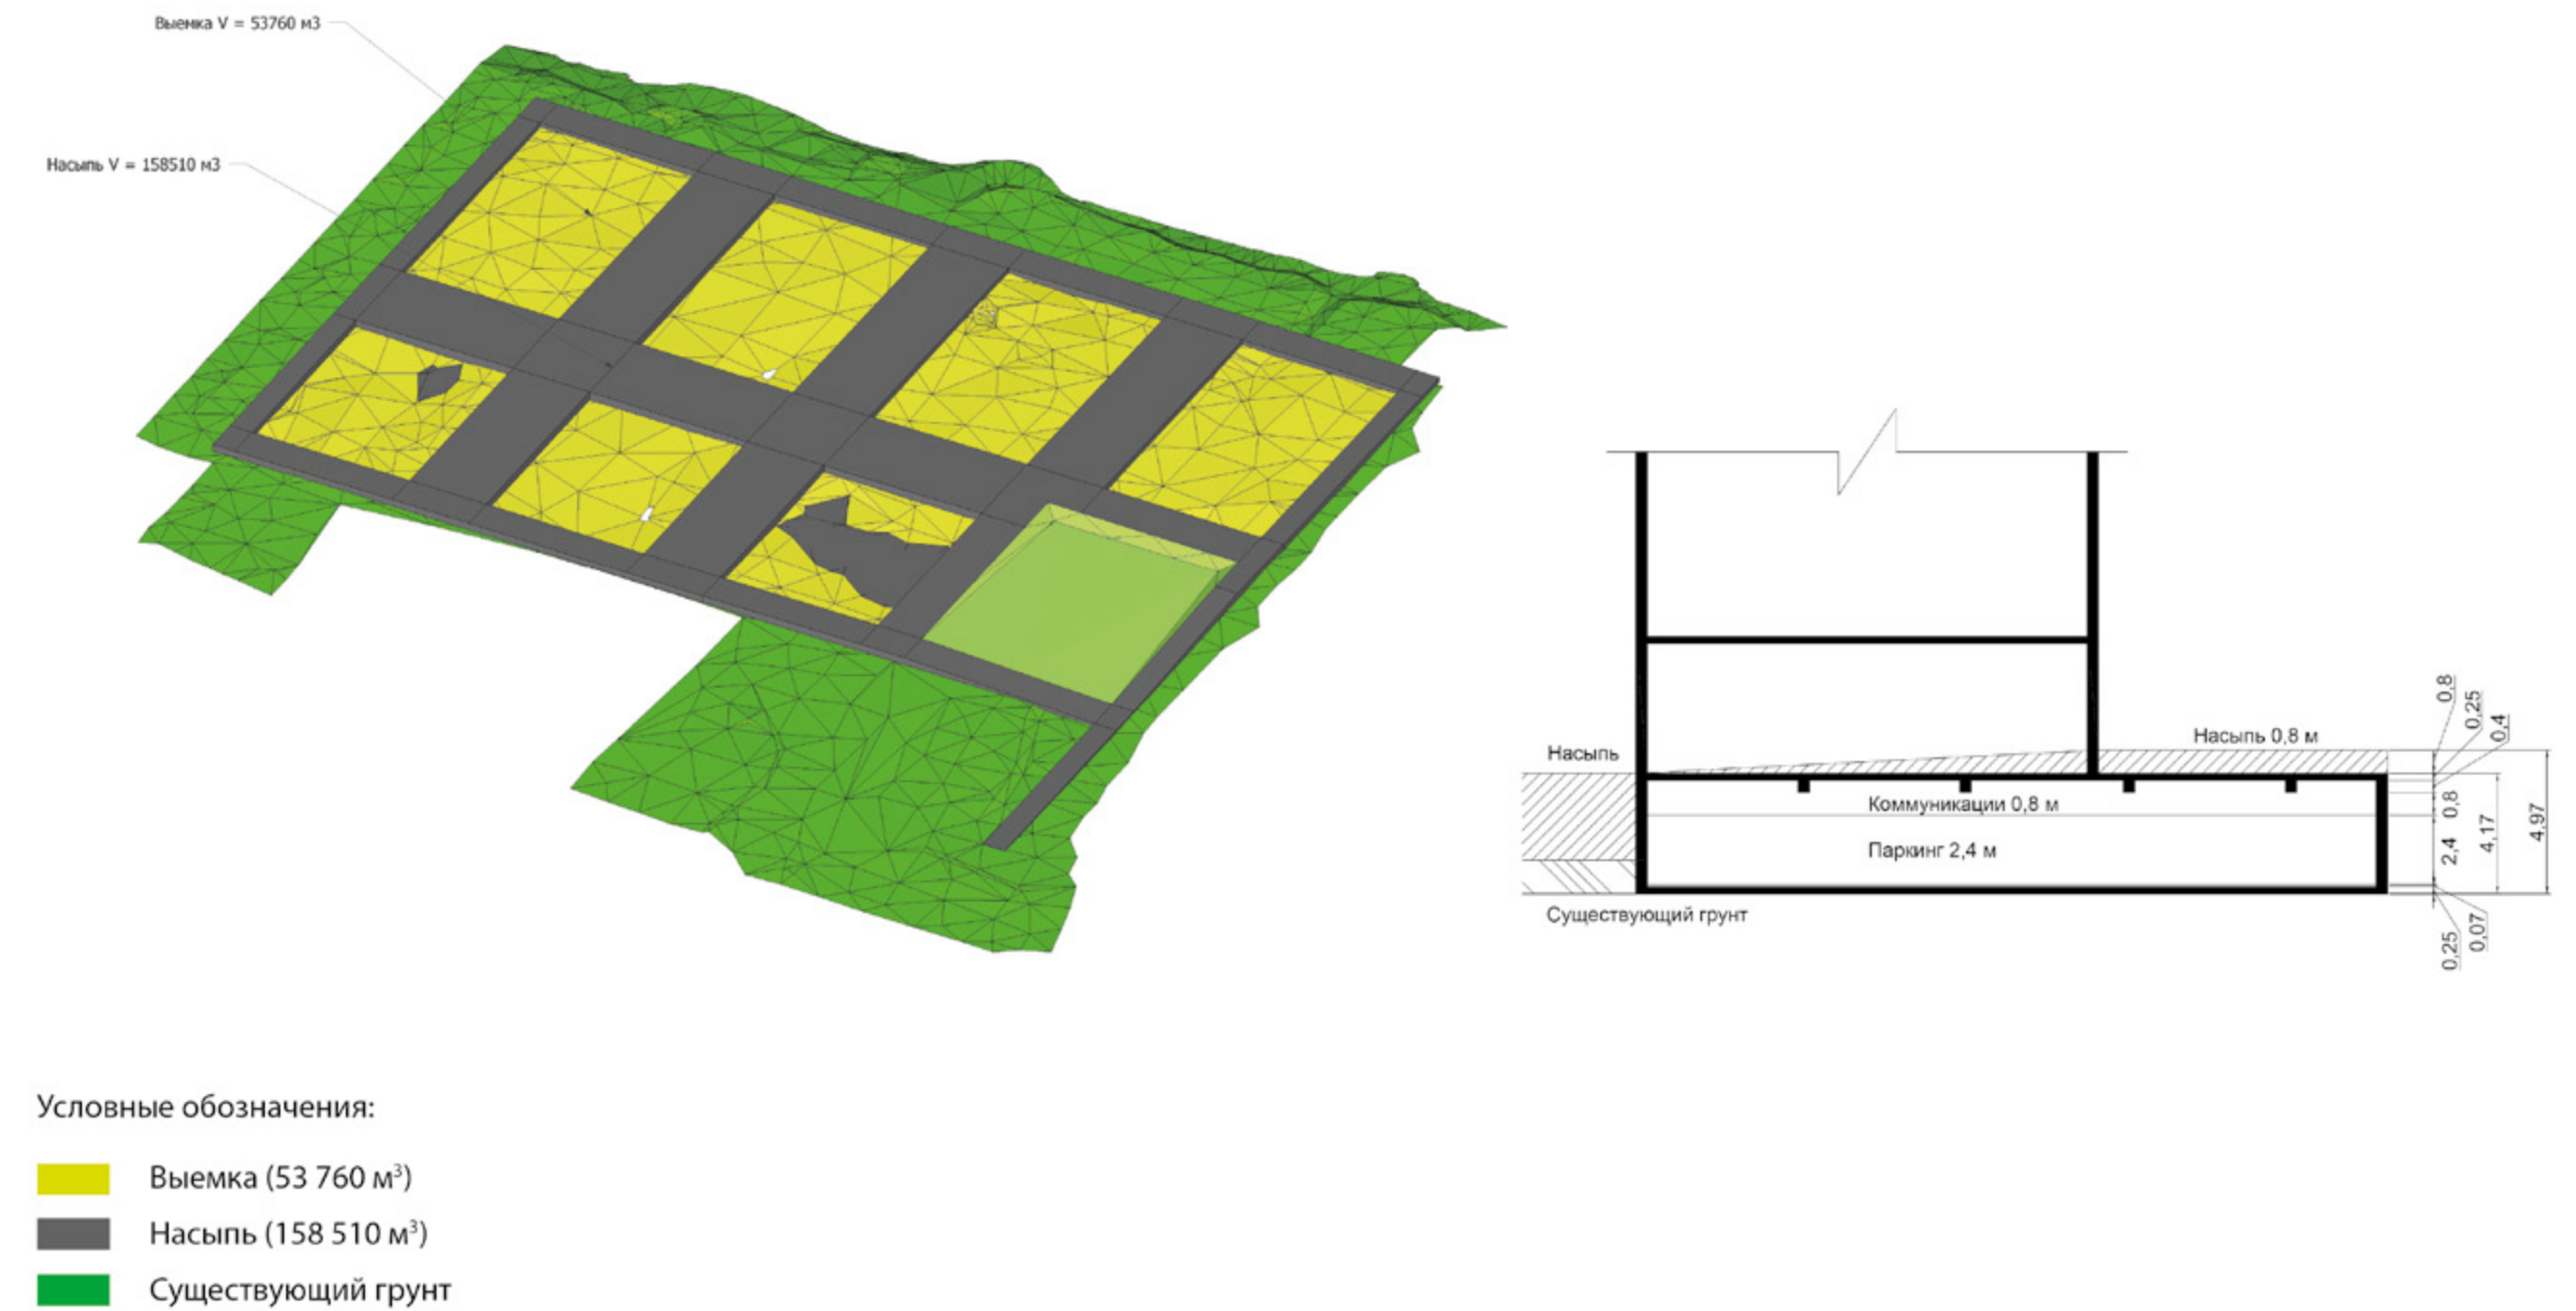 Выемка V = 53760 м3
Насыпь V = 158510 м3
0,8
0,25
0,4
Насыпь 0,8 м
Насыпь
Коммуникации 0,8 м
0,8
Паркинг 2,4 м
2,4
4,17
4,97
Существующий грунт
0,25
0,07
Условные обозначения:
Выемка (53 760 м³)
Насыпь (158 510 м³)
Существующий грунт